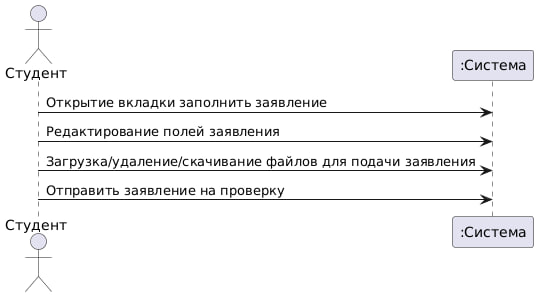 Студент
:Система
Открытие вкладки заполнить заявление
Редактирование полей заявления
Загрузка/удаление/скачивание файлов для подачи заявления
Отправить заявление на проверку
Студент
:Система